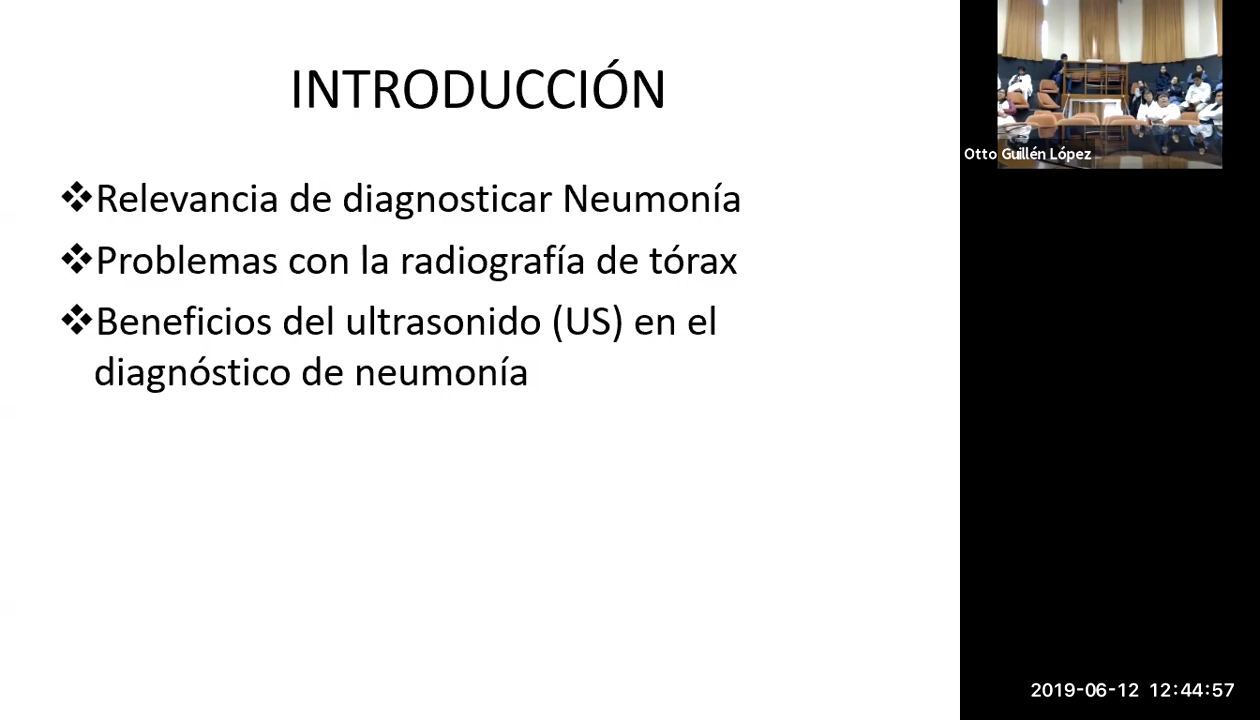 INTRODUCCIÓN
❖Relevancia de diagnosticar Neumonía
❖Problemas con la radiografía de tórax
❖Beneficios del ultrasonido (US) en el
diagnóstico de neumonía
Otto Guillén López
2019-06-12 12:44:57